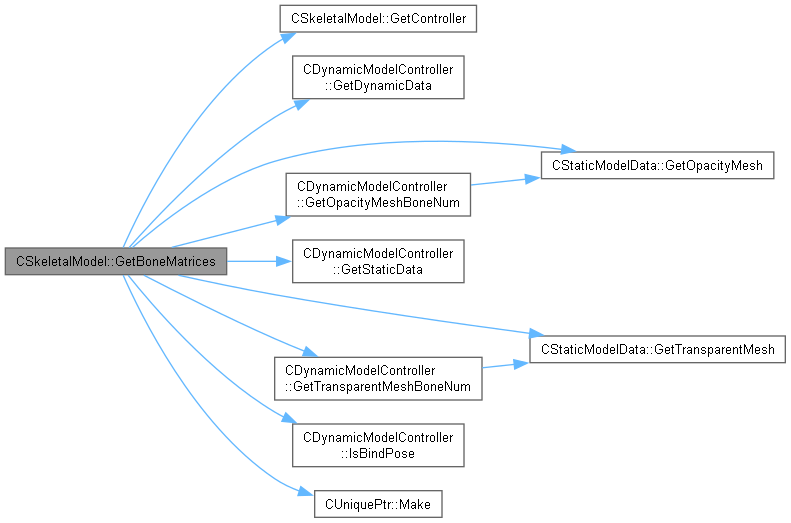 CSkeletalModel::GetController
CDynamicModelController
::GetDynamicData
CStaticModelData::GetOpacityMesh
CDynamicModelController
::GetOpacityMeshBoneNum
CSkeletalModel::GetBoneMatrices
CDynamicModelController
::GetStaticData
CStaticModelData::GetTransparentMesh
CDynamicModelController
::GetTransparentMeshBoneNum
CDynamicModelController
::IsBindPose
CUniquePtr::Make